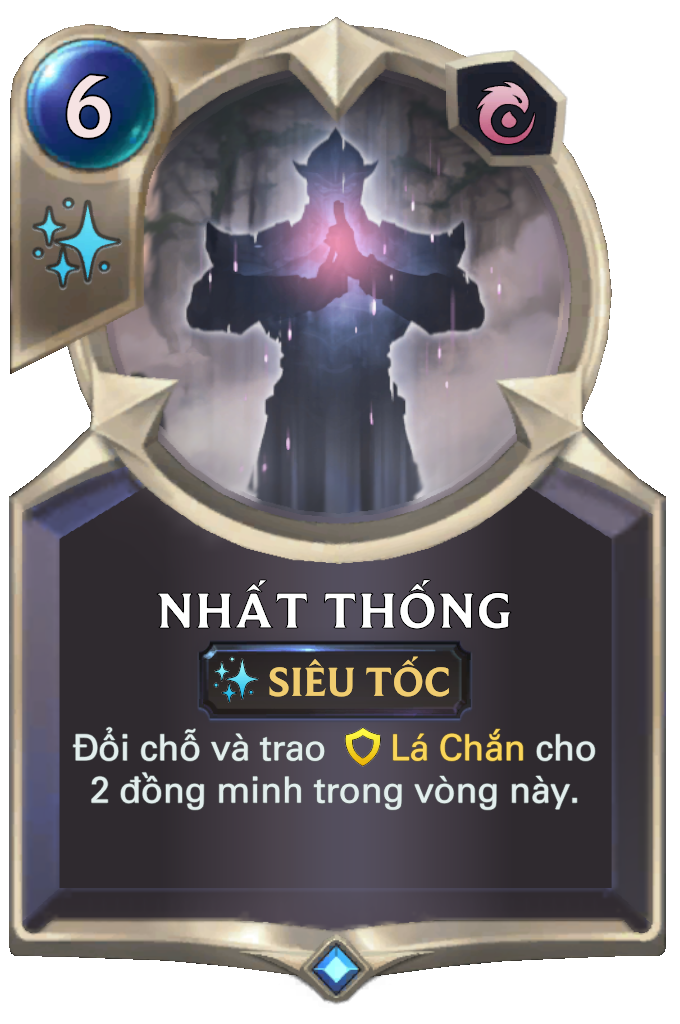 6
NHẤT THỐNG
SIÊU TỐC
Đổi chỗ và trao Lá Chắn cho
2 đồng minh trong vòng này.